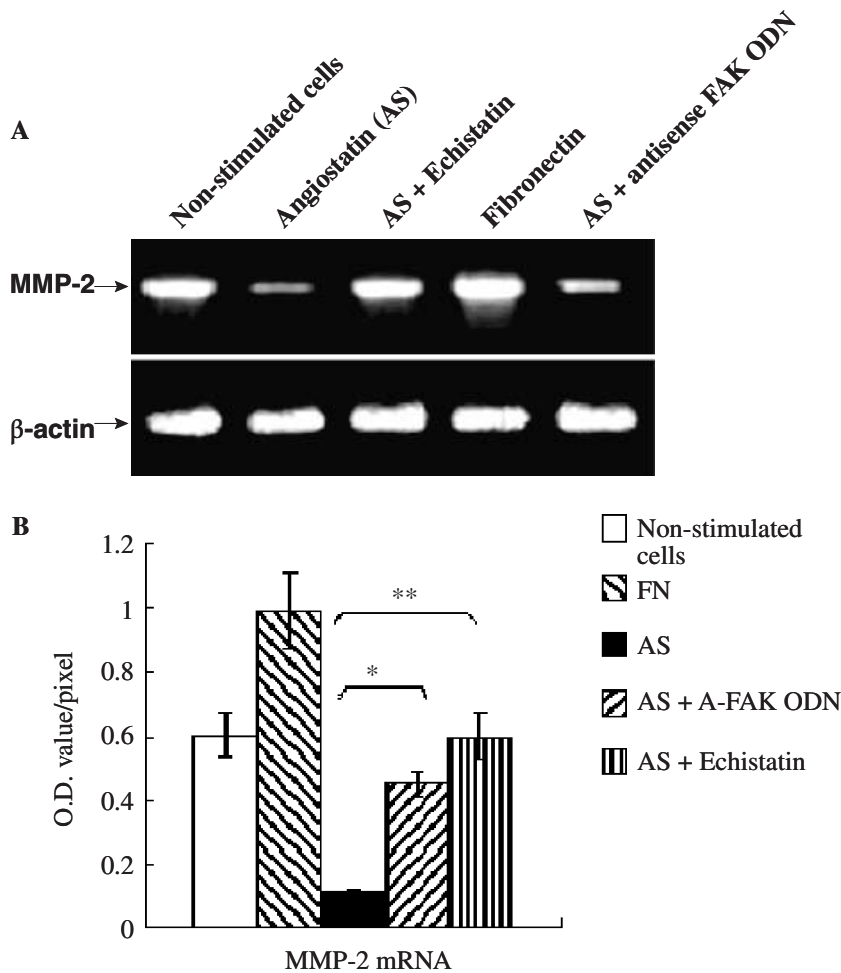 A
Non-stimulated cells
Angiostatin (AS)
AS + Echistatin
Fibronectin
AS + antisense FAK ODN
MMP-2
β-actin
B
1.2
1
0.8
0.6
0.4
0.2
0
O.D. value/pixel
**
*
MMP-2 mRNA
Non-stimulated
cells
FN
AS
AS + A-FAK ODN
AS + Echistatin